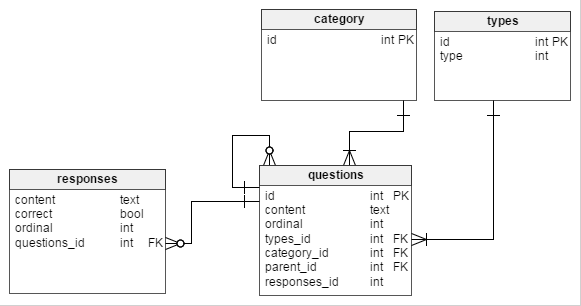 category
id int PK
types
id int PK
type int
responses
content text
correct bool
ordinal int
questions_id int FK
questions
id int PK
content text
ordinal int
types_id int FK
category_id int FK
parent_id int FK
responses_id int